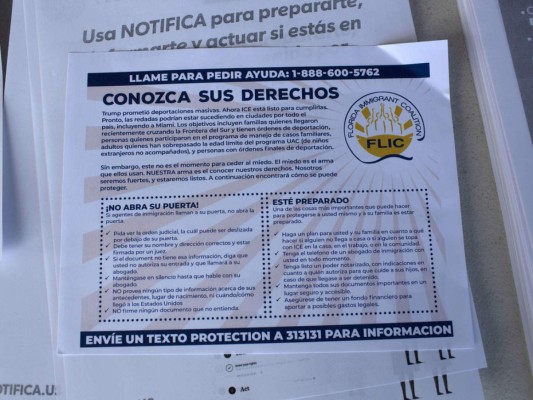 Usa NOTIFICA para prepararte,
y actuar si estás en
LLAME PARA PEDIR AYUDA: 1-888-600-5762
CONOZCA SUS DERECHOS
Trump prometió deportaciones masivas. Ahora ICE está listo para cumplirlas.
Pronto, las redadas podrían estar sucediendo en ciudades por todo el
país, incluyendo a Miami. Los objetivos incluyen familias quienes llegaron
recientemente cruzando la Frontera del Sur y tienen órdenes de deportación,
personas quienes participaron en el programa de manejo de casos familiares,
adultos quienes han sobrepasado la edad límite del programa UAC (de niños
extranjeros no acompañados), y personas con órdenes finales de deportación.
Sin embargo, este no es el momento para ceder al miedo. El miedo es el arma
que ellos usan. NUESTRA arma es el conocer nuestros derechos. Nosotros
seremos fuertes, y estaremos listos. A continuación encontrará cómo se puede
proteger.
FLORIDA IMMIGRANT COALITION
FLIC
¡NO ABRA SU PUERTA!
Si agentes de inmigración llaman a su puerta, no abra la
puerta.
✓ Pida ver la orden judicial, la cuál puede ser deslizada
por debajo de su puerta.
✓ Debe tener su nombre y dirección correctos y estar
firmada por un juez.
✓ Si el documento no tiene esa información, diga que
usted no autoriza su entrada y que llamará a su
abogado.
✓ Manténgase en silencio hasta que hable con su
abogado.
✓ NO provea ningún tipo de información acerca de sus
antecedentes, lugar de nacimiento, ni cuándo/cómo
llegó a los Estados Unidos
✓ NO firme ningún documento que no entienda.
ESTÉ PREPARADO
Una de las cosas más importantes que puede hacer
para protegerse a usted mismo y a su familia es estar
preparado.
✓ Haga un plan para usted y su familia en cuanto a qué
hacer si alguien no llega a casa o si alguien se topa
con ICE en la casa, en el trabajo, o en la comunidad.
✓ Tenga el teléfono de un abogado de inmigración con
usted en todo momento.
✓ Tenga listo un poder notarizado, con indicaciones en
cuanto a quién autoriza para que cuide a sus hijos, en
caso de que llegase a ser detenido.
✓ Mantenga todos sus documentos importantes en un
lugar seguro y accesible.
✓ Asegúrese de tener un fondo financiero para
aportar a posibles gastos legales.
ENVÍE UN TEXTO PROTECTION A 313131 PARA INFORMACION
OTIFICA.U
Act